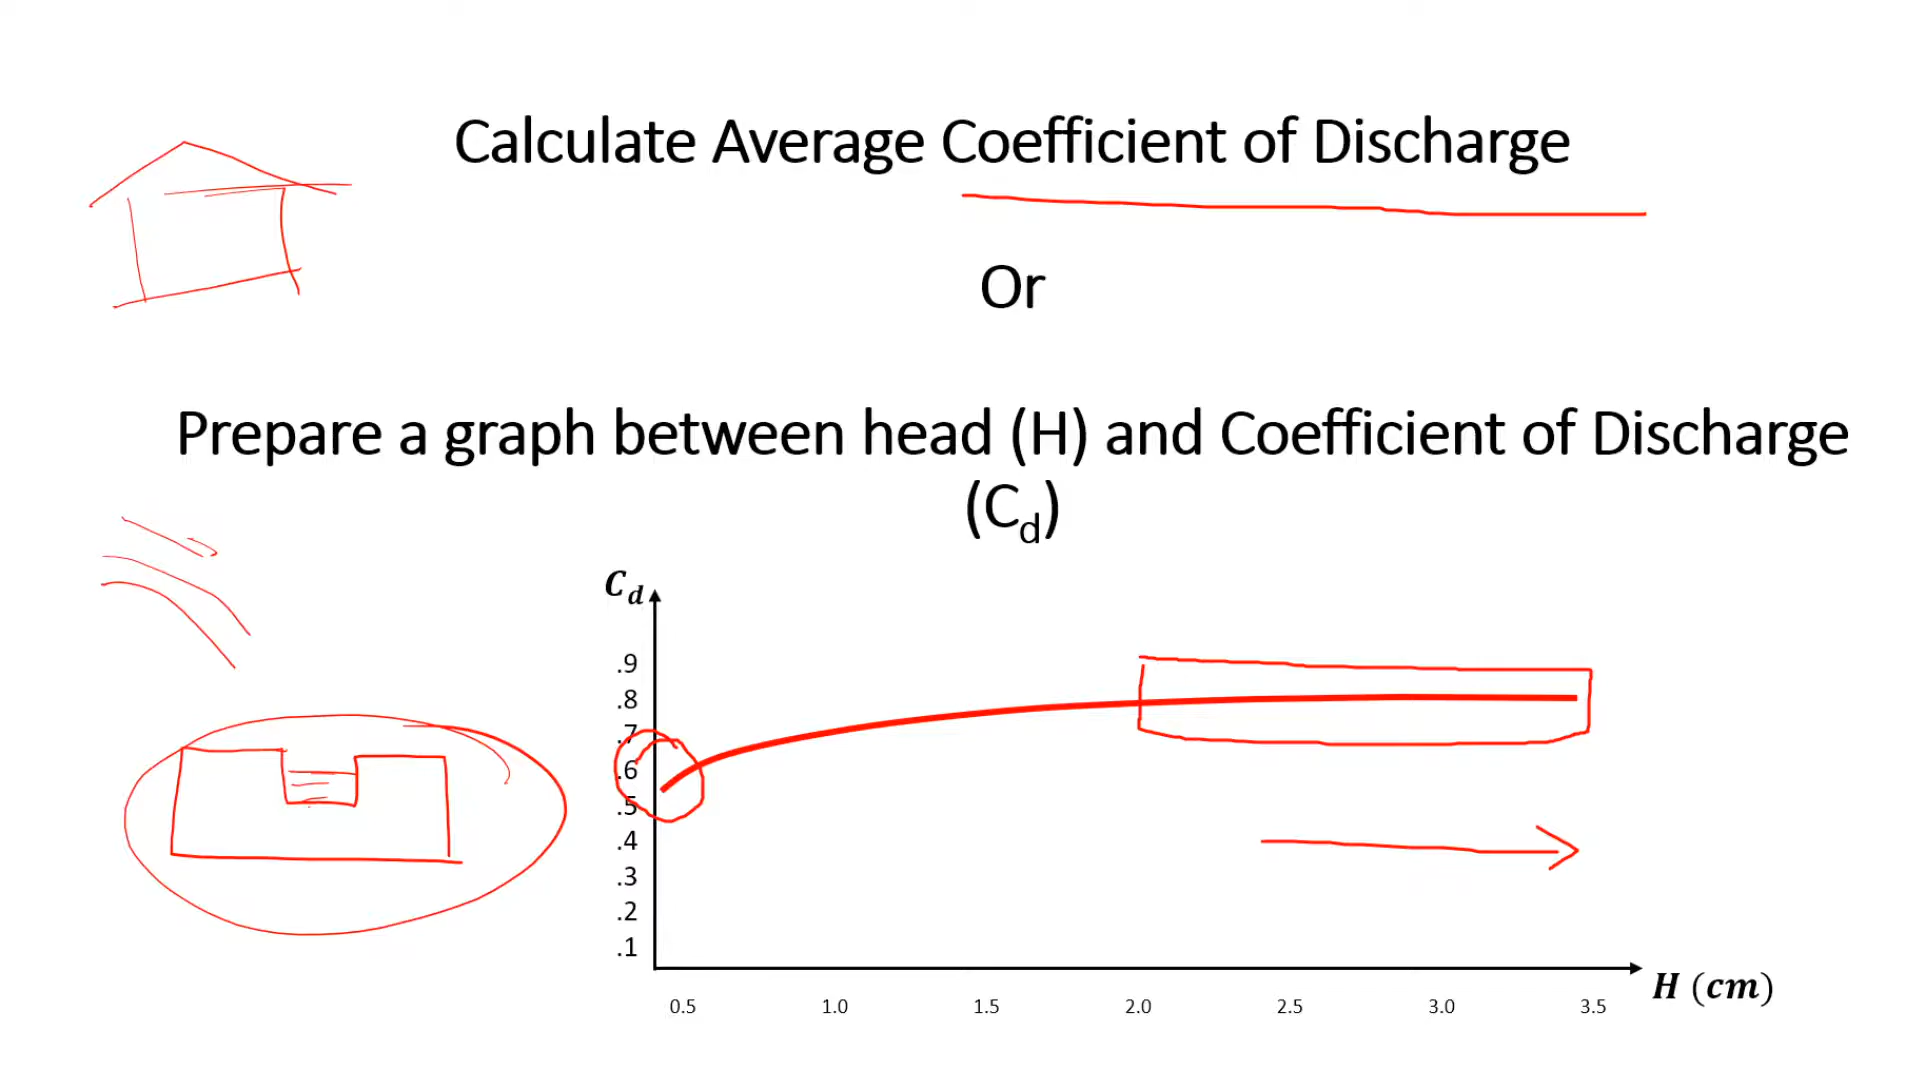 Calculate Average Coefficient of Discharge
Or
Prepare a graph between head (H) and Coefficient of Discharge
(Cd)
Cd
.9
.8
.7
.6
.5
.4
.3
.2
.1
0.5 1.0 1.5 2.0 2.5 3.0 3.5
H (cm)